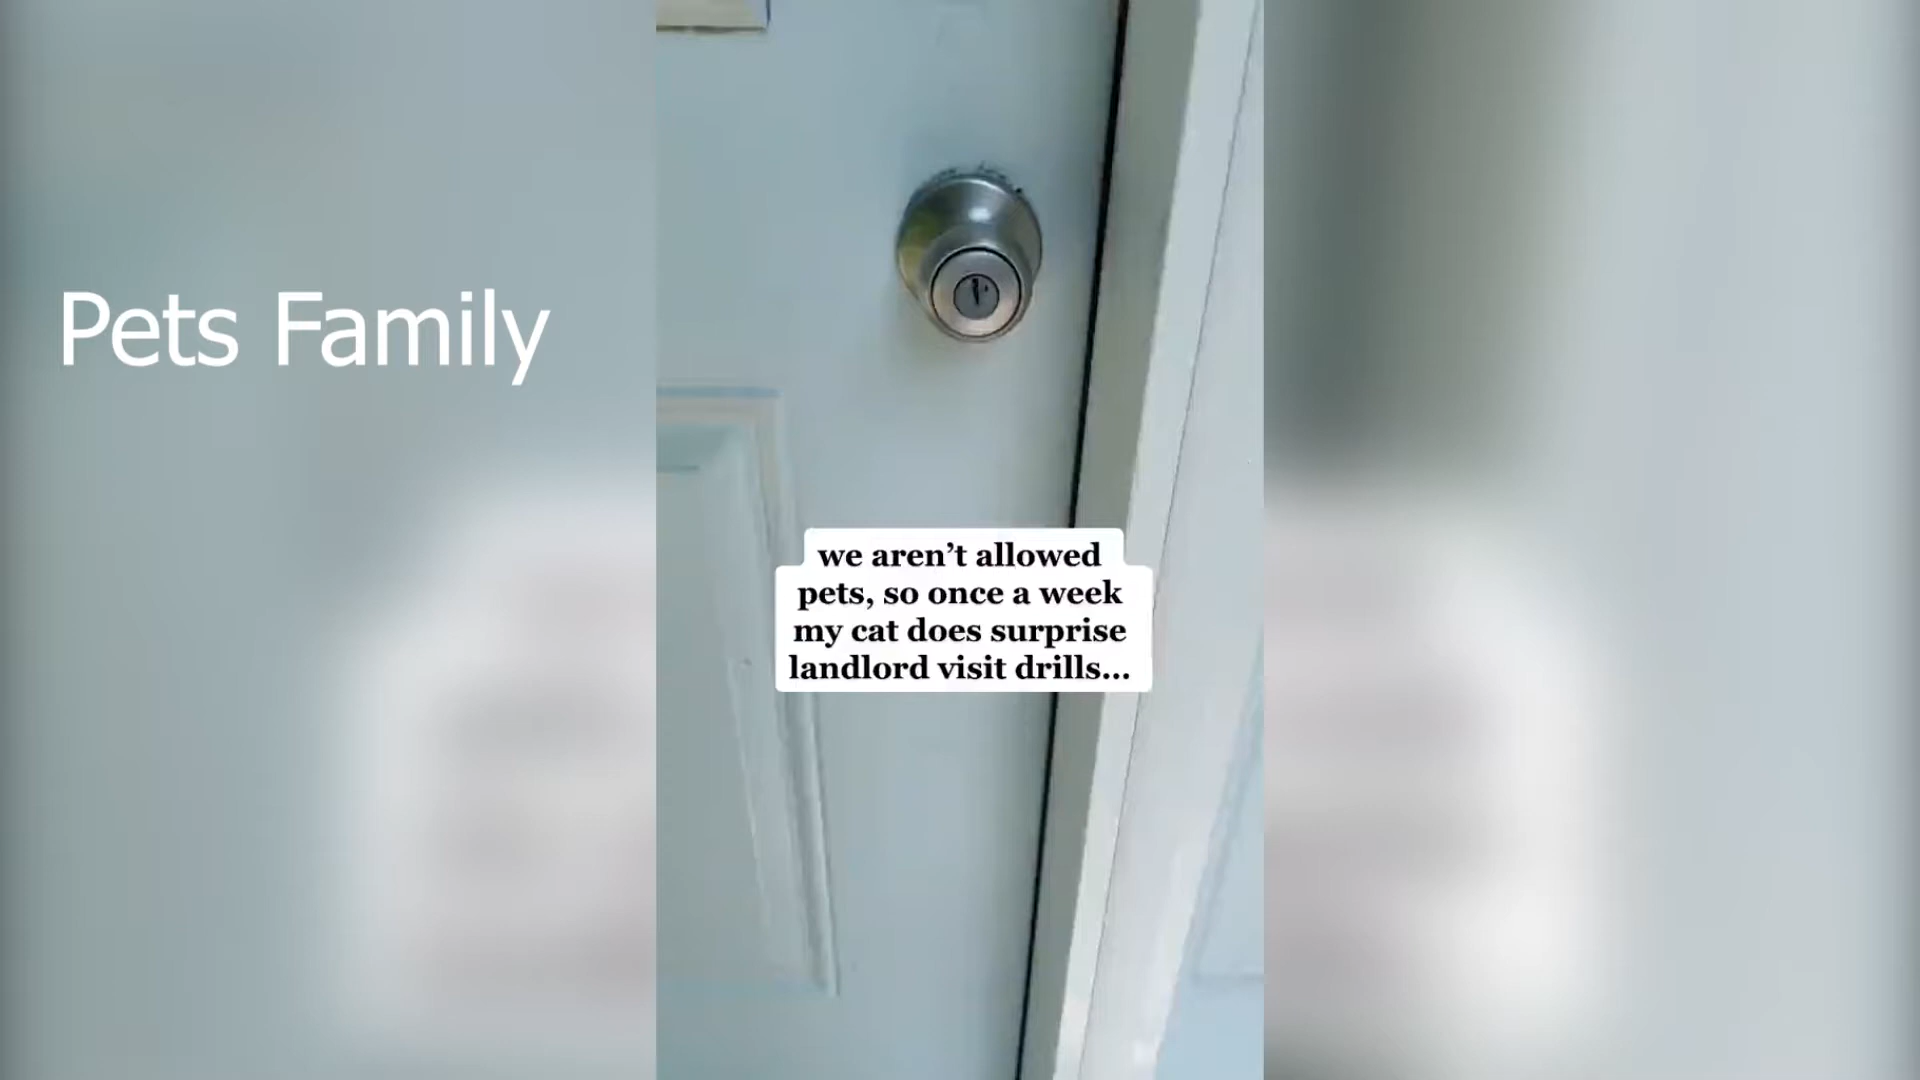 Pets Family
we aren’t allowed
pets, so once a week
my cat does surprise
landlord visit drills...